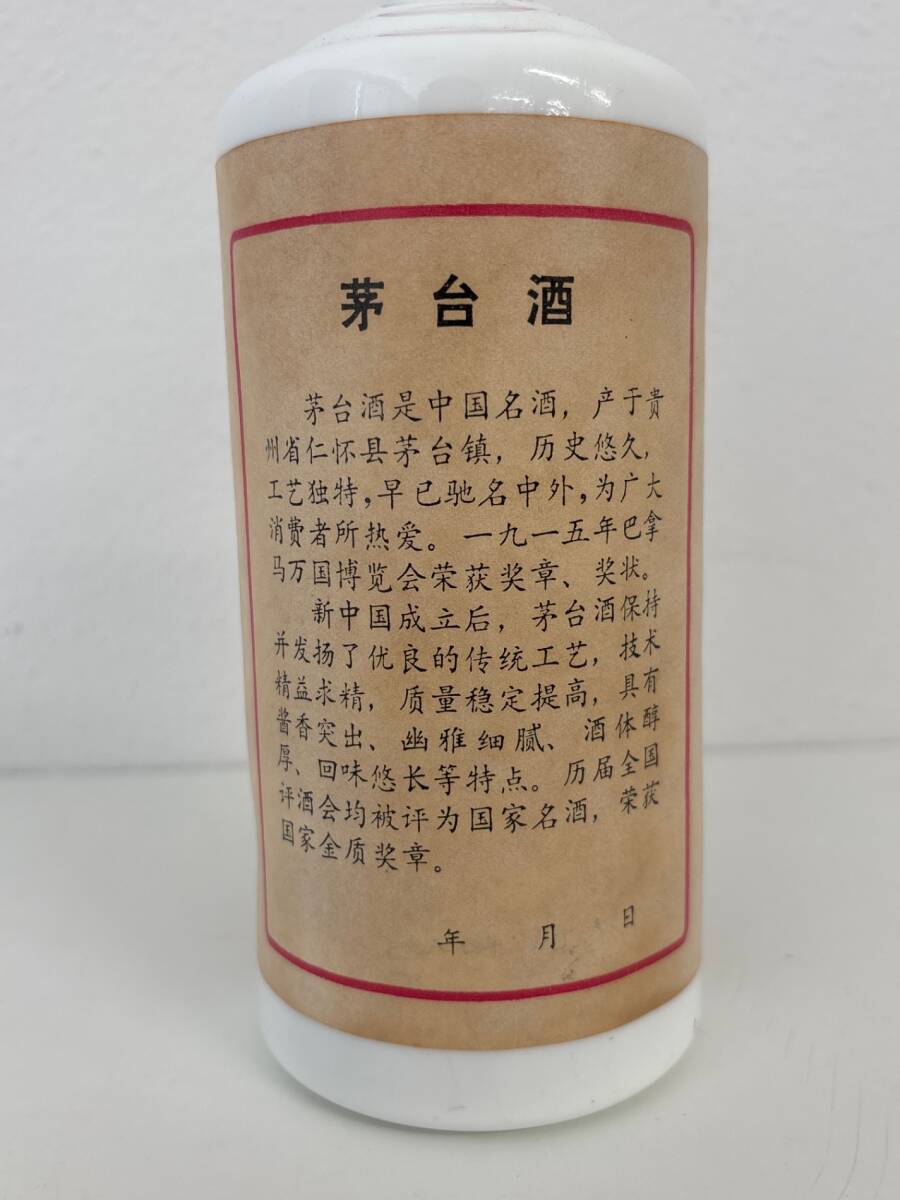 茅台酒
茅台酒是中国名酒，产于贵
州省仁怀县茅台镇，历史悠久，
工艺独特，早已驰名中外，为广大
消费者所热爱。一九一五年巴拿
马万国博览会荣获奖章、奖状。
新中国成立后，茅台酒保持
并发扬了优良的传统工艺，技术
精益求精，质量稳定提高，具有
酱香突出、幽雅细腻、酒体醇
厚、回味悠长等特点。历届全国
评酒会均被评为国家名酒，荣获
国家金质奖章。
年 月 日